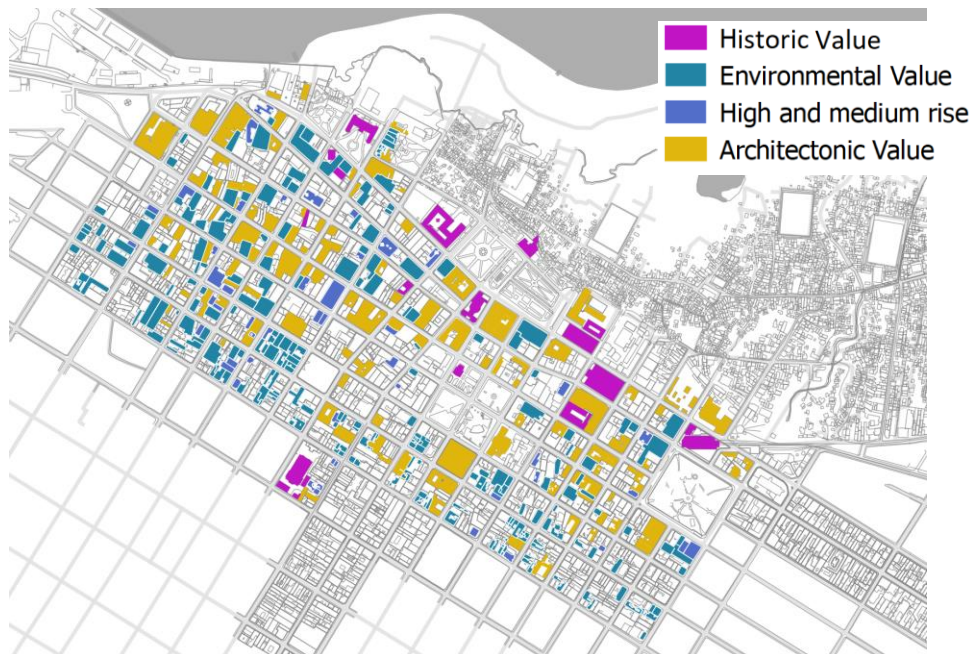 Historic Value
Environmental Value
High and medium rise
Architectonic Value